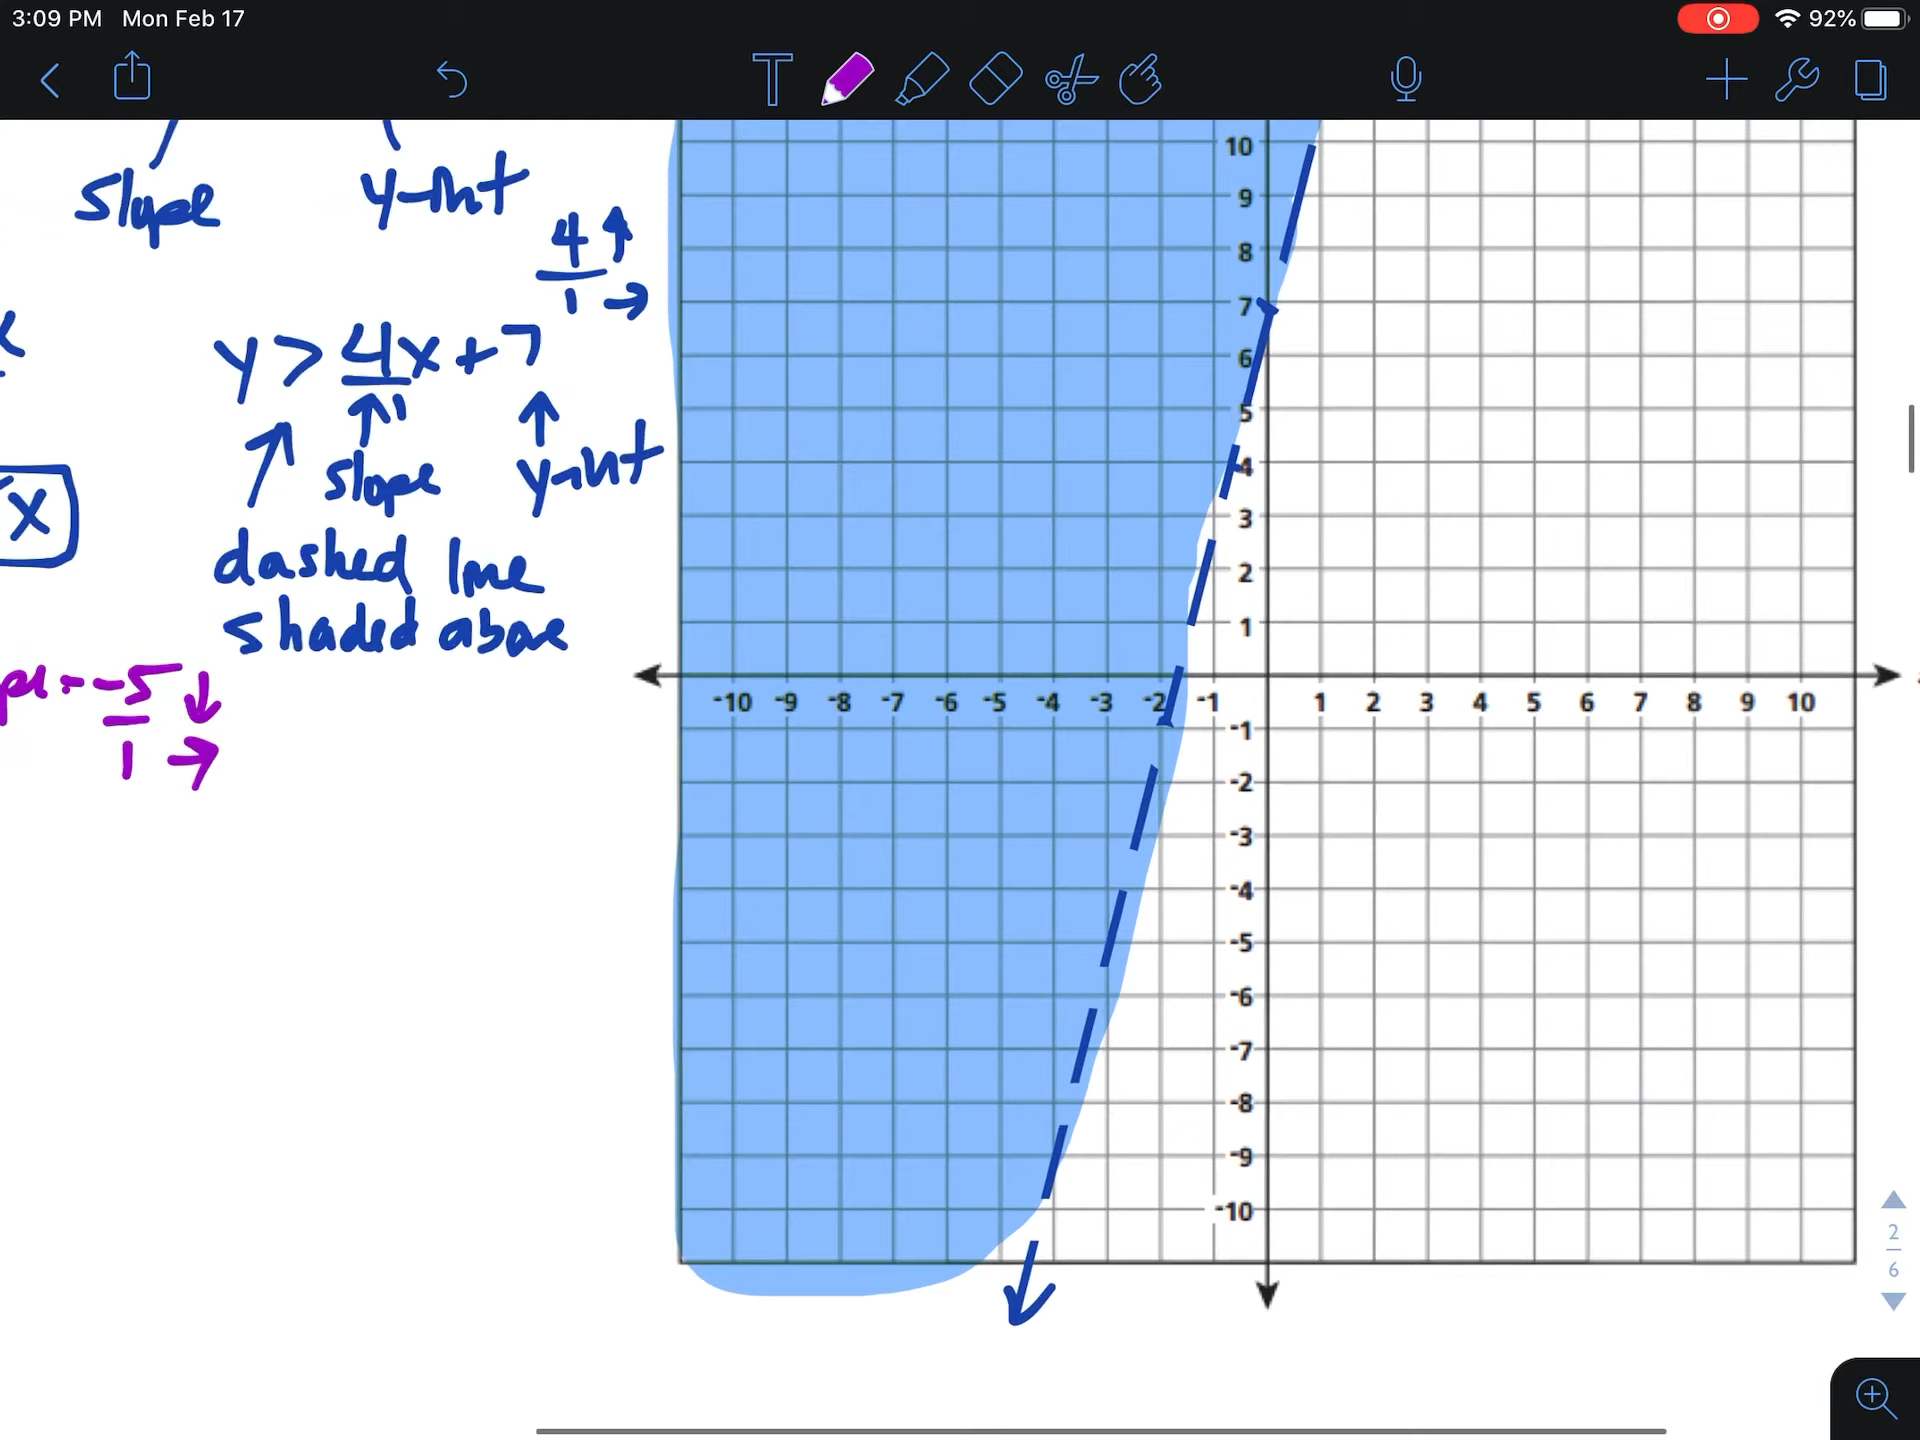 3:09 PM Mon Feb 17
92%
T
slope
y-int
4
1
y > 4x + 7
1
slope
y-int
x
dashed line
shaded above
-5
1
10
9
8
7
6
5
4
3
2
1
-10 -9 -8 -7 -6 -5 -4 -3 -2 -1 1 2 3 4 5 6 7 8 9 10
-1
-2
-3
-4
-5
-6
-7
-8
-9
-10
2
6